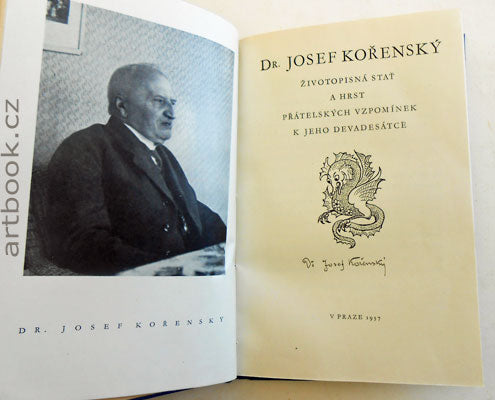 artbook.cz
DR. JOSEF KOŘENSKÝ
DR. JOSEF KOŘENSKÝ
ŽIVOTOPISNÁ STAŤ
A HRST
PŘÁTELSKÝCH VZPOMÍNEK
K JEHO DEVADESÁTCE
Dr Josef Kořenský
V PRAZE 1937